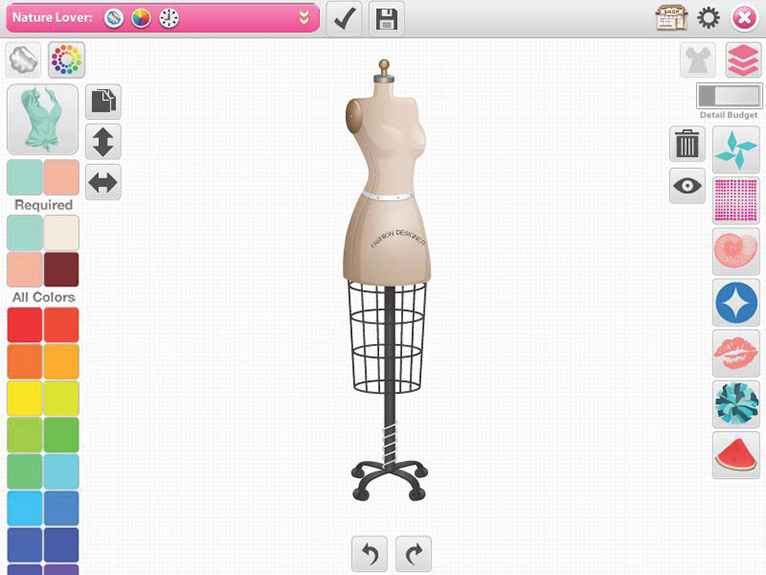 Nature Lover:
SHOP
Detail Budget
Required
FASHION DESIGNER
All Colors